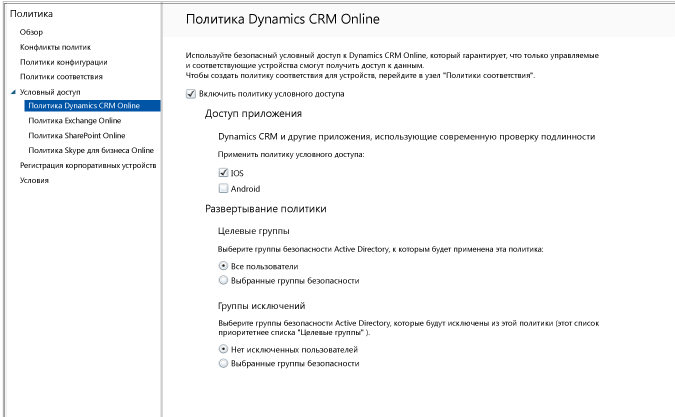 Политика
Обзор
Конфликты политик
Политики конфигурации
Политики соответствия
Условный доступ
Политика Dynamics CRM Online
Политика Exchange Online
Политика SharePoint Online
Политика Skype для бизнеса Online
Регистрация корпоративных устройств
Условия
Политика Dynamics CRM Online
Используйте безопасный условный доступ к Dynamics CRM Online, который гарантирует, что только управляемые
и соответствующие устройства смогут получить доступ к данным.
Чтобы создать политику соответствия для устройств, перейдите в узел "Политики соответствия".
Включить политику условного доступа
Доступ приложения
Dynamics CRM и другие приложения, использующие современную проверку подлинности
Применить политику условного доступа:
IOS
Android
Развертывание политики
Целевые группы
Выберите группы безопасности Active Directory, к которым будет применена эта политика:
Все пользователи
Выбранные группы безопасности
Группы исключений
Выберите группы безопасности Active Directory, которые будут исключены из этой политики (этот список
приоритетнее списка "Целевые группы" ).
Нет исключенных пользователей
Выбранные группы безопасности